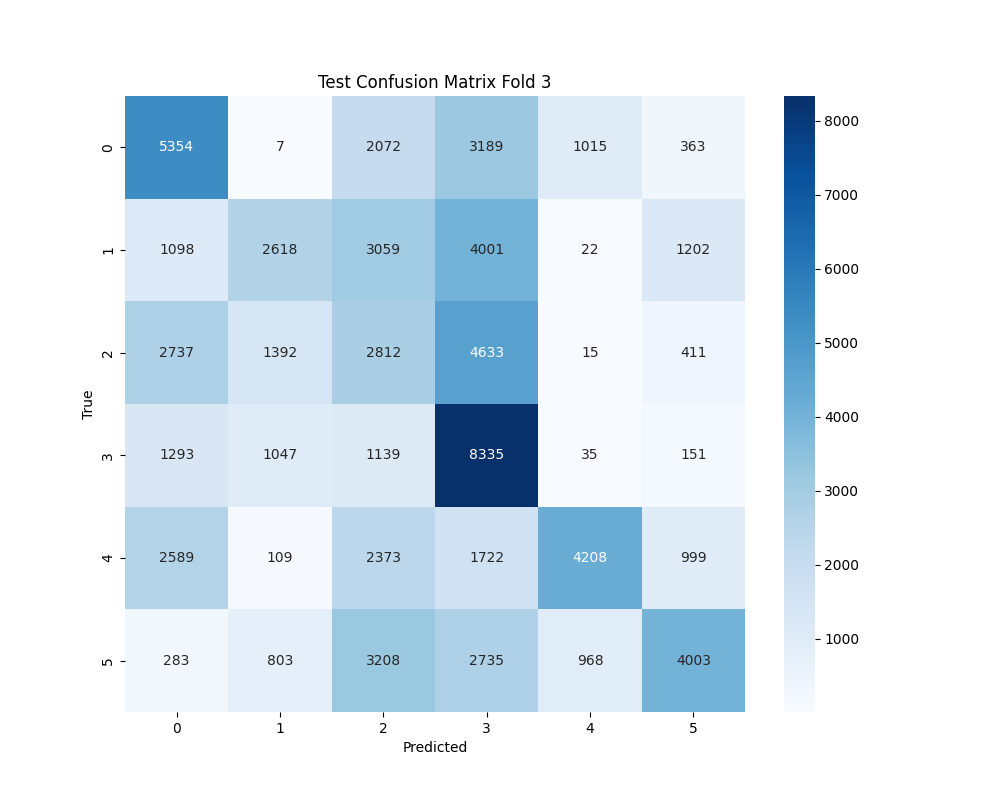 Test Confusion Matrix Fold 3
0 5354 7 2072 3189 1015 363
1 1098 2618 3059 4001 22 1202
2 2737 1392 2812 4633 15 411
3 1293 1047 1139 8335 35 151
4 2589 109 2373 1722 4208 999
5 283 803 3208 2735 968 4003
0 1 2 3 4 5
Predicted
True
8000
7000
6000
5000
4000
3000
2000
1000